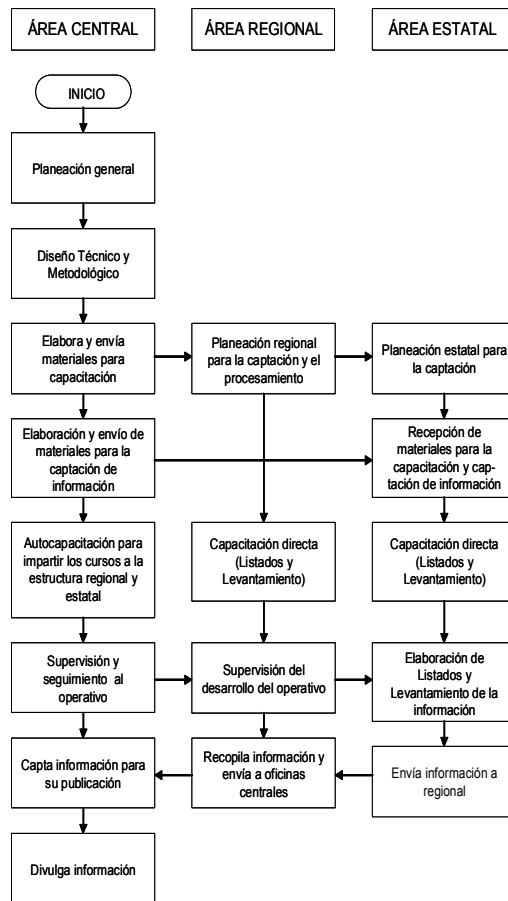 ÁREA CENTRAL
ÁREA REGIONAL
ÁREA ESTATAL
INICIO
Planeación general
Diseño Técnico y
Metodológico
Elabora y envía
materiales para
capacitación
Planeación regional
para la captación y el
procesamiento
Planeación estatal para
la captación
Elaboración y envío de
materiales para la
captación de
información
Recepción de
materiales para la
capacitación y cap-
tación de información
Autocapacitación para
impartir los cursos a la
estructura regional y
estatal
Capacitación directa
(Listados y
Levantamiento)
Capacitación directa
(Listados y
Levantamiento)
Supervisión y
seguimiento al
operativo
Supervisión del
desarrollo del operativo
Elaboración de
Listados y
Levantamiento de la
información
Capta información para
su publicación
Recopila información y
envía a oficinas
centrales
Envía información a
regional
Divulga información